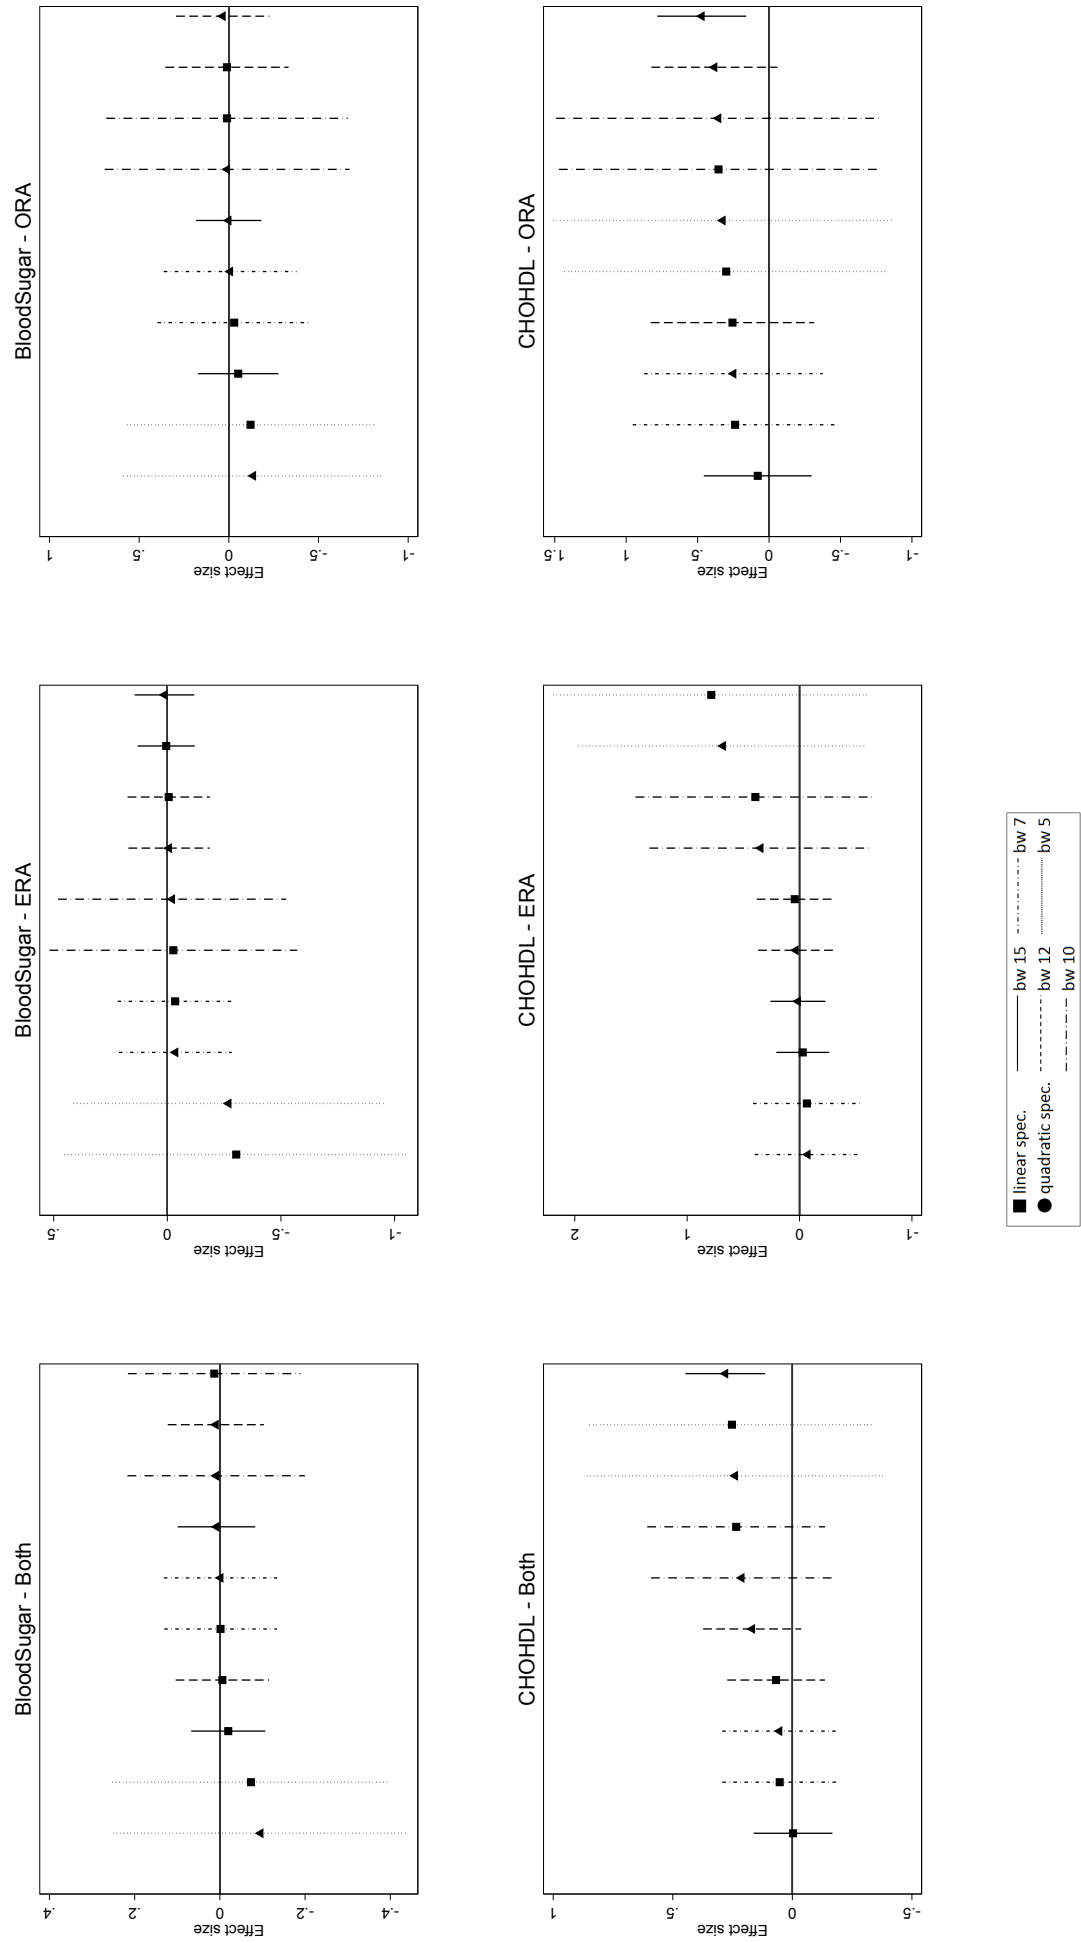 BloodSugar - Both
.4
.2
0
-.2
-.4
Effect size
BloodSugar - ERA
.5
0
-.5
-1
Effect size
BloodSugar - ORA
1
.5
0
-.5
-1
Effect size
CHOHDL - Both
1
.5
0
-.5
Effect size
CHOHDL - ERA
2
1
0
-1
Effect size
CHOHDL - ORA
1.5
1
.5
0
-.5
-1
Effect size
linear spec. bw 15 bw 7
quadratic spec. bw 12 bw 5
bw 10